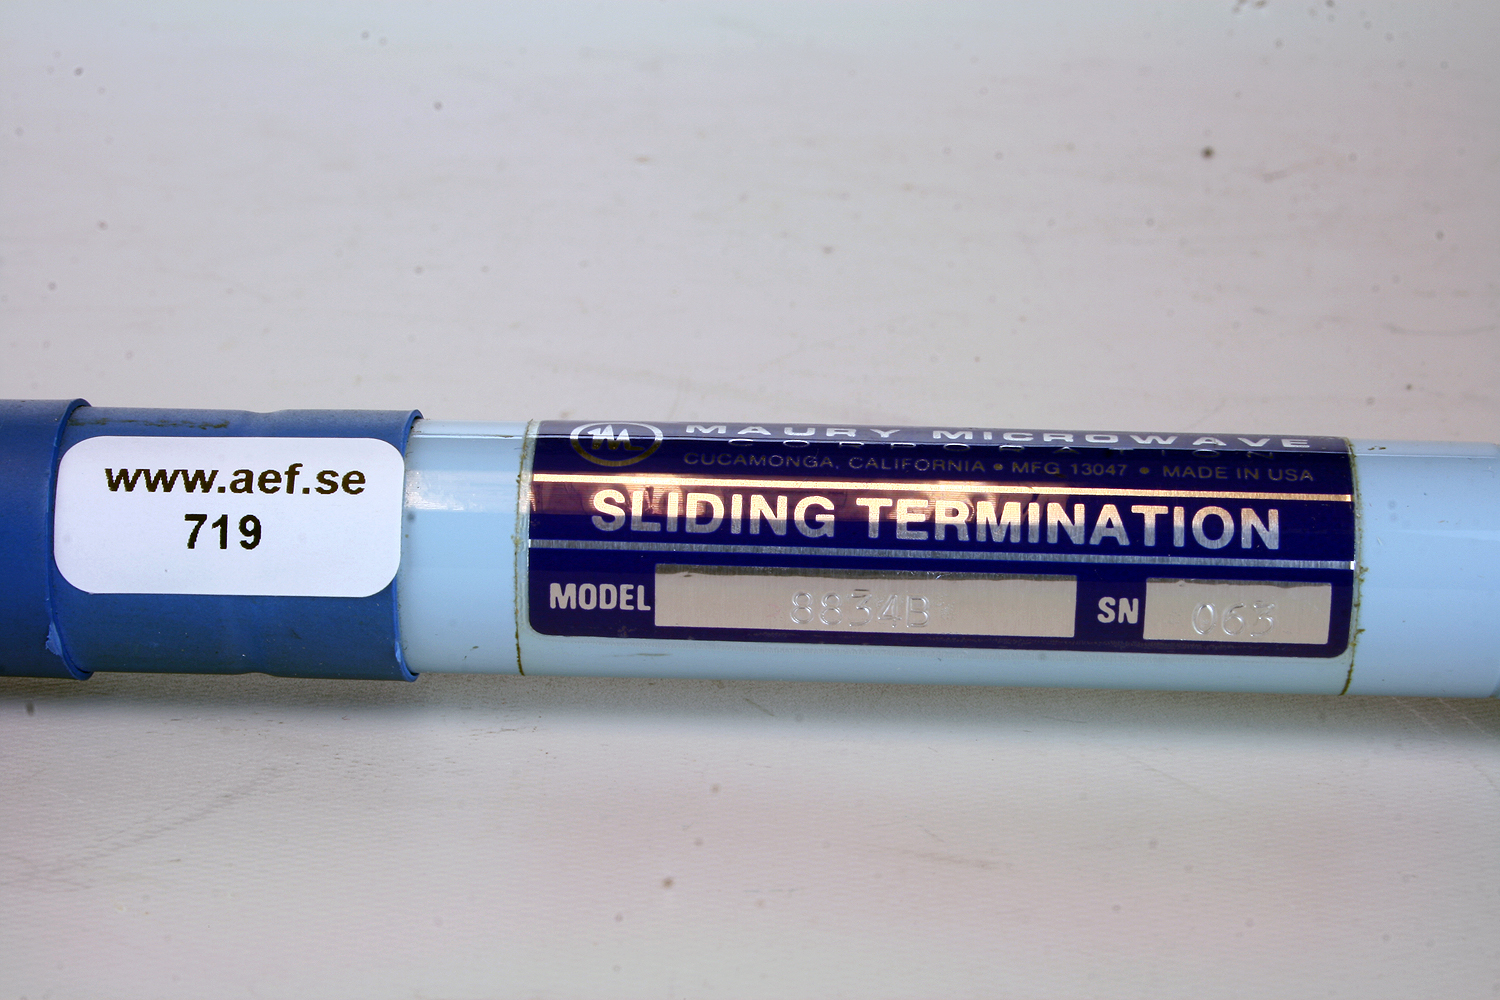 www.aef.se
719
MAURY MICROWAVE
CORPORATION
CUCAMONGA, CALIFORNIA • MFG 13047 • MADE IN USA
SLIDING TERMINATION
MODEL 8834B SN 063